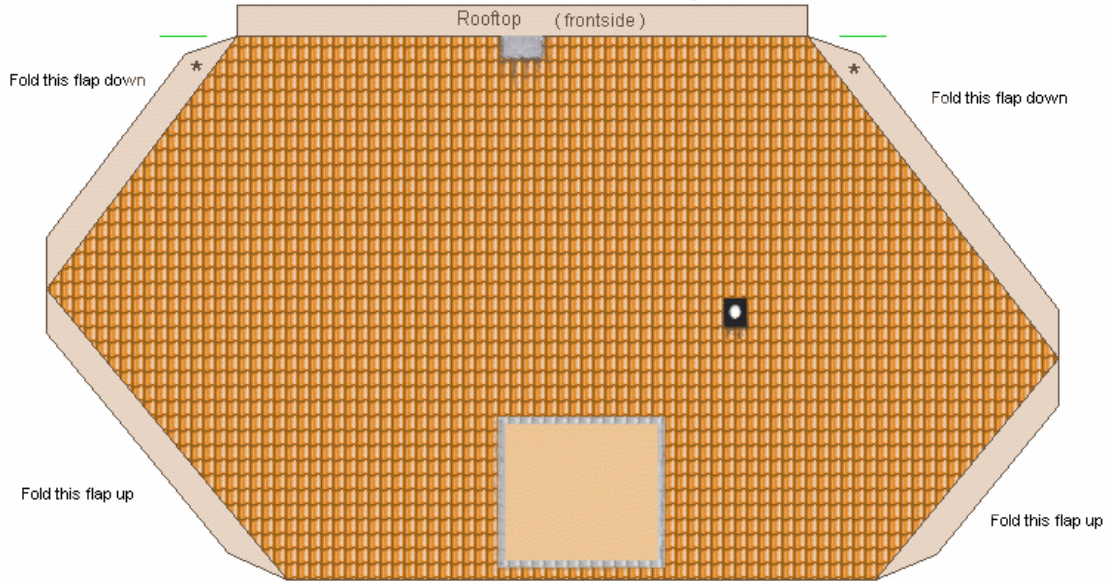 Rooftop (frontside)
*
*
Fold this flap down
Fold this flap down
Fold this flap up
Fold this flap up